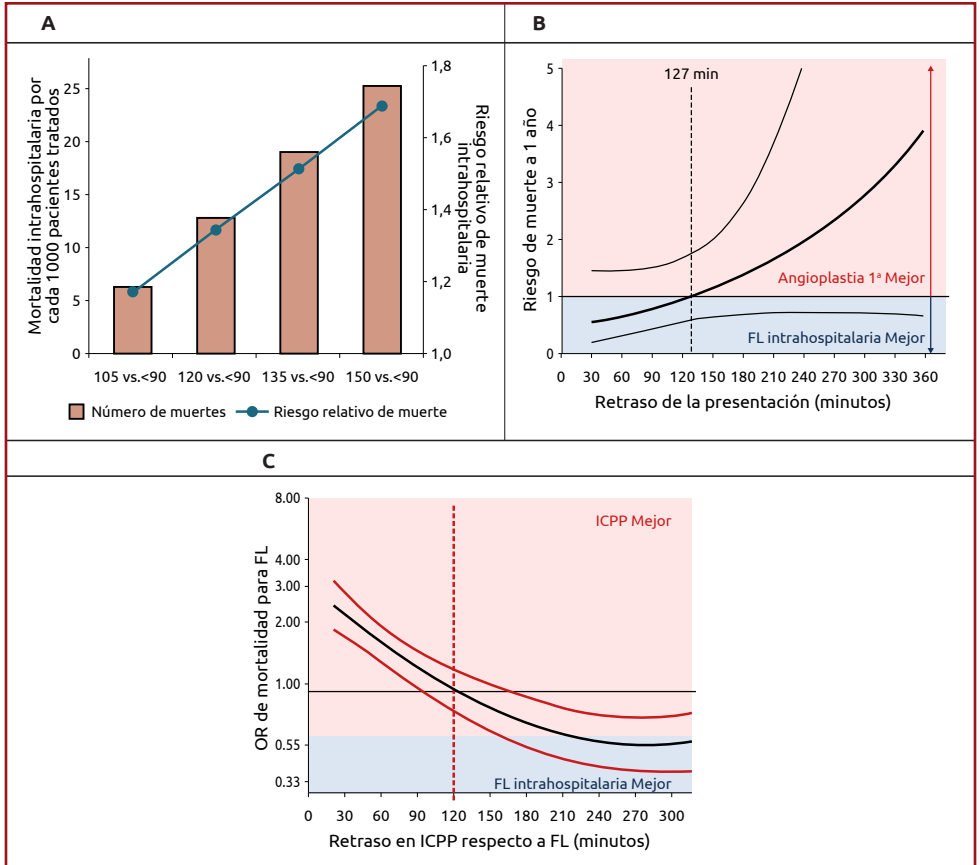 A
Mortalidad intrahospitalaria por
cada 1000 pacientes tratados
25
20
15
10
5
0
1,8
1,6
1,4
1,2
1,0
Riesgo relativo de muerte
intrahospitalaria
105 vs.<90 120 vs.<90 135 vs.<90 150 vs.<90
Número de muertes Riesgo relativo de muerte
B
Riesgo de muerte a 1 año
5
4
3
2
1
0
127 min
Angioplastia 1ª Mejor
FL intrahospitalaria Mejor
0 30 60 90 120 150 180 210 240 270 300 330 360
Retraso de la presentación (minutos)
C
OR de mortalidad para FL
8.00
4.00
3.00
2.00
1.00
0.55
0.33
ICPP Mejor
FL intrahospitalaria Mejor
0 30 60 90 120 150 180 210 240 270 300
Retraso en ICPP respecto a FL (minutos)